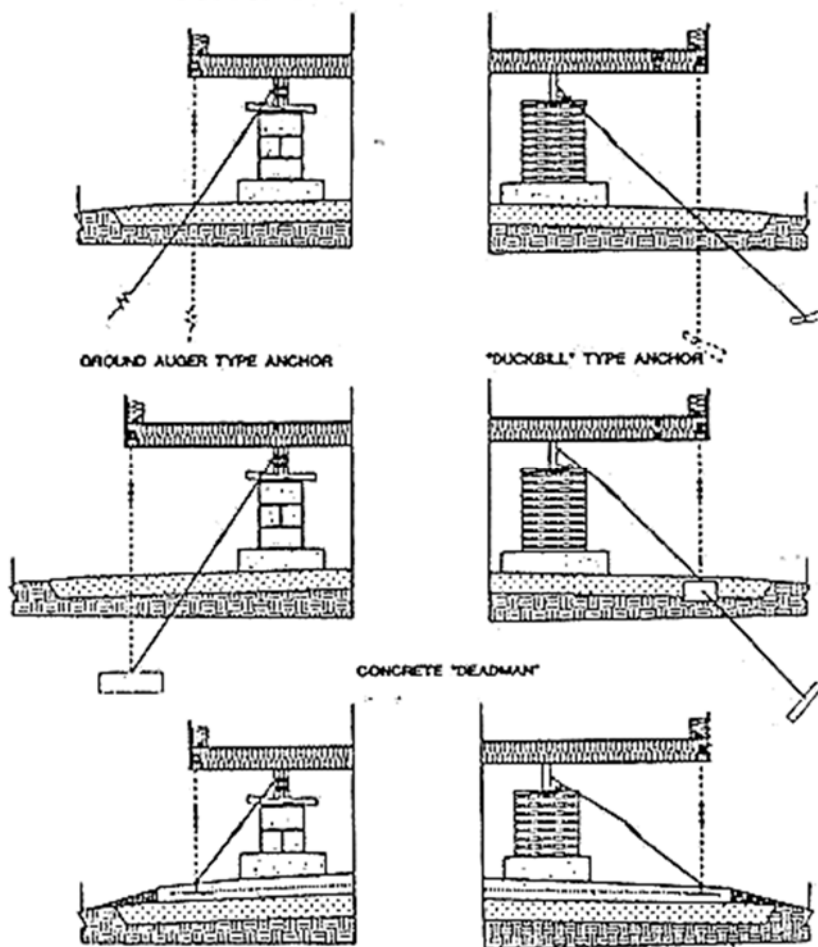 GROUND AUGER TYPE ANCHOR
"DUCKBILL" TYPE ANCHOR
CONCRETE "DEADMAN"